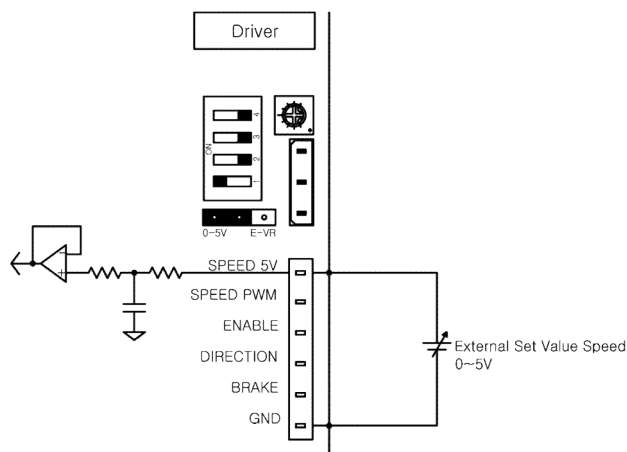 Driver
4
3
2
1
ON
0~5V
E-VR
SPEED 5V
SPEED PWM
ENABLE
DIRECTION
BRAKE
GND
External Set Value Speed
0~5V